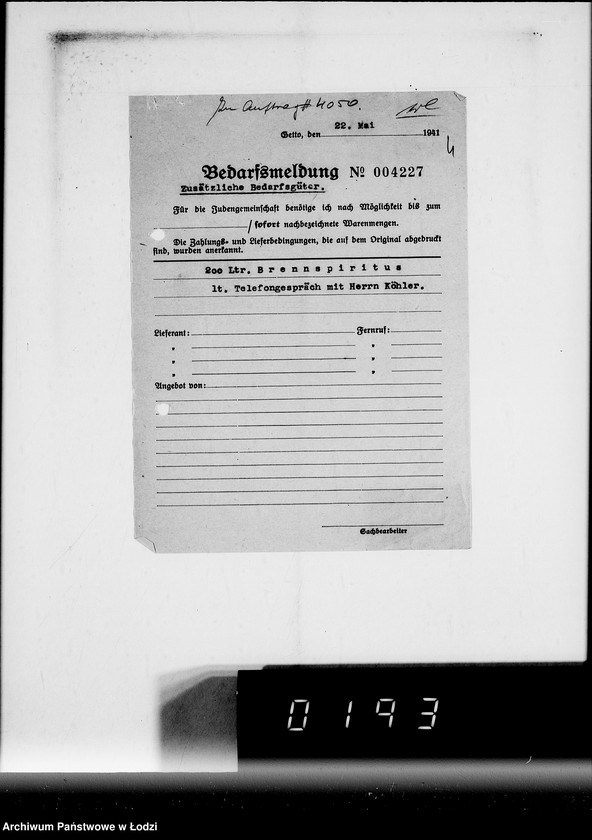 Zum Auftrag # 4050.
Getto, den 22. Mai 1941
4
Bedarfsmeldung № 004227
Zusätzliche Bedarfsgüter.
Für die Judengemeinschaft benötige ich nach Möglichkeit bis zum
/ sofort nachbezeichnete Warenmengen.
Die Zahlungs- und Lieferbedingungen, die auf dem Original abgedruckt
sind, wurden anerkannt.
2oo Ltr. B r e n n s p i r i t u s
lt. Telefongespräch mit Herrn Köhler.
Lieferant: Fernruf:
„ „
„ „
„ „
Angebot von:
Sachbearbeiter
0193
Archiwum Państwowe w Łodzi